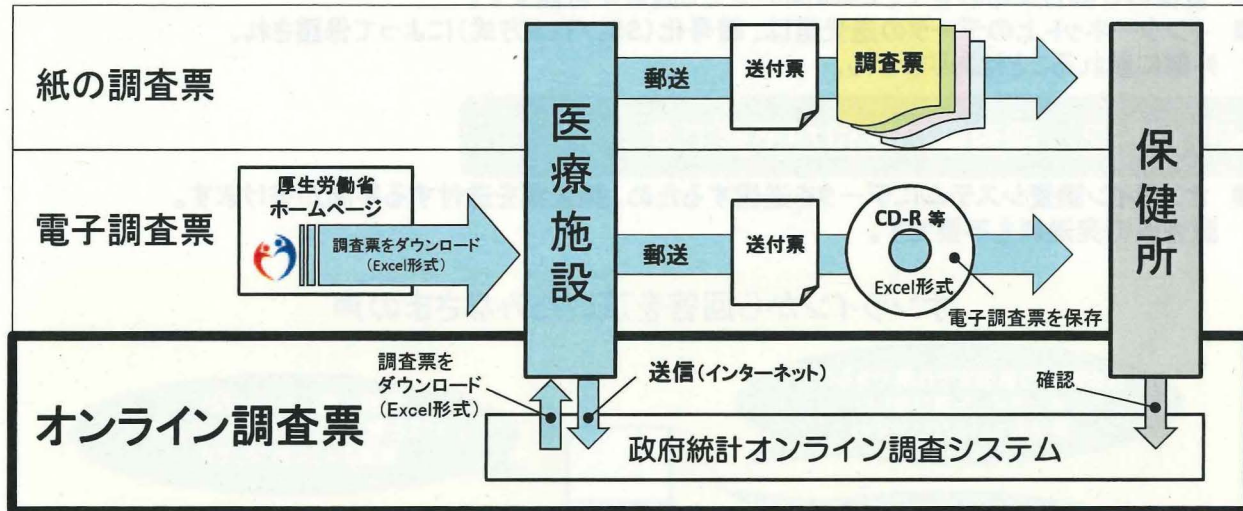 紙の調査票
郵送
送付票
調査票
医療施設
保健所
電子調査票
厚生労働省
ホームページ
調査票をダウンロード
(Excel形式)
郵送
送付票
CD-R 等
Excel形式
電子調査票を保存
オンライン調査票
調査票を
ダウンロード
(Excel形式)
送信(インターネット)
確認
政府統計オンライン調査システム